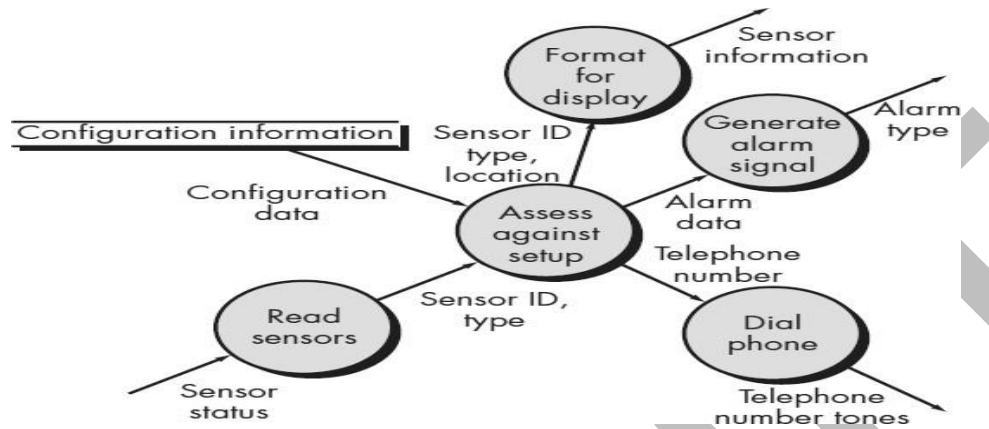 Format
for
display
Sensor
information
Configuration information
Sensor ID
type,
location
Generate
alarm
signal
Alarm
type
Configuration
data
Assess
against
setup
Alarm
data
Telephone
number
Read
sensors
Sensor ID,
type
Dial
phone
Sensor
status
Telephone
number tones